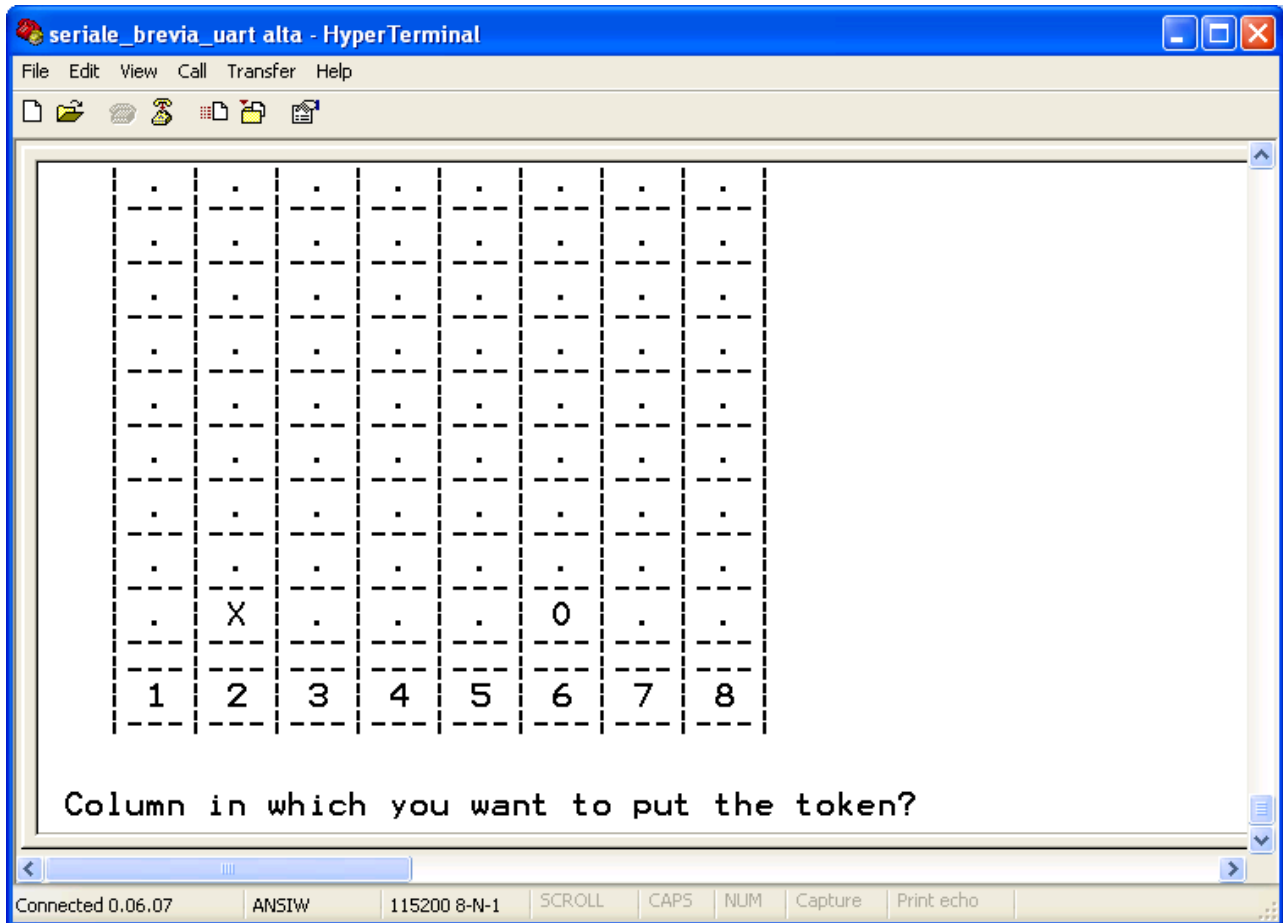 seriale_brevia_uart alta - HyperTerminal
File Edit View Call Transfer Help
| . | . | . | . | . | . | . | . |
|---|---|---|---|---|---|---|---|
| . | . | . | . | . | . | . | . |
|---|---|---|---|---|---|---|---|
| . | . | . | . | . | . | . | . |
|---|---|---|---|---|---|---|---|
| . | . | . | . | . | . | . | . |
|---|---|---|---|---|---|---|---|
| . | . | . | . | . | . | . | . |
|---|---|---|---|---|---|---|---|
| . | . | . | . | . | . | . | . |
|---|---|---|---|---|---|---|---|
| . | . | . | . | . | . | . | . |
|---|---|---|---|---|---|---|---|
| . | . | . | . | . | . | . | . |
|---|---|---|---|---|---|---|---|
| . | X | . | . | . | O | . | . |
|---|---|---|---|---|---|---|---|
|---|---|---|---|---|---|---|---|
| 1 | 2 | 3 | 4 | 5 | 6 | 7 | 8 |
|---|---|---|---|---|---|---|---|
Column in which you want to put the token?
Connected 0.06.07 ANSIW 115200 8-N-1 SCROLL CAPS NUM Capture Print echo